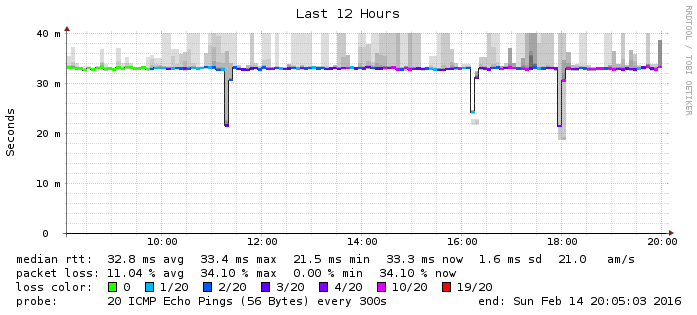 Last 12 Hours
RRDTOOL / TOBI OETIKER
Seconds
40 m
30 m
20 m
10 m
0
10:00 12:00 14:00 16:00 18:00 20:00
median rtt: 32.8 ms avg 33.4 ms max 21.5 ms min 33.3 ms now 1.6 ms sd 21.0 am/s
packet loss: 11.04 % avg 34.10 % max 0.00 % min 34.10 % now
loss color: 0 1/20 2/20 3/20 4/20 10/20 19/20
probe: 20 ICMP Echo Pings (56 Bytes) every 300s end: Sun Feb 14 20:05:03 2016